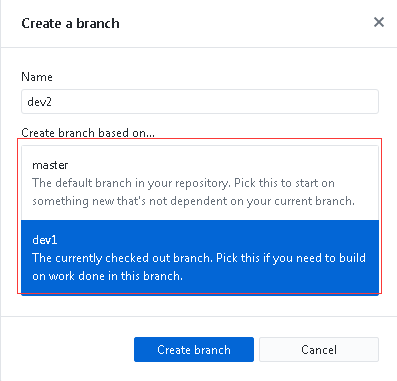 Create a branch
Name
dev2
Create branch based on...
master
The default branch in your repository. Pick this to start on
something new that's not dependent on your current branch.
dev1
The currently checked out branch. Pick this if you need to build
on work done in this branch.
Create branch
Cancel